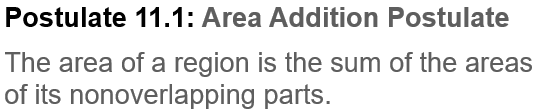 Postulate 11.1: Area Addition Postulate
The area of a region is the sum of the areas
of its nonoverlapping parts.